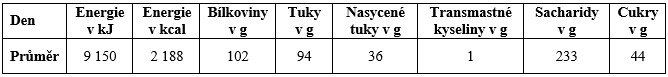 Den Energie v kJ Energie v kcal Bílkoviny v g Tuky v g Nasycené tuky v g Transmastné kyseliny v g Sacharidy v g Cukry v g
Průměr 9 150 2 188 102 94 36 1 233 44